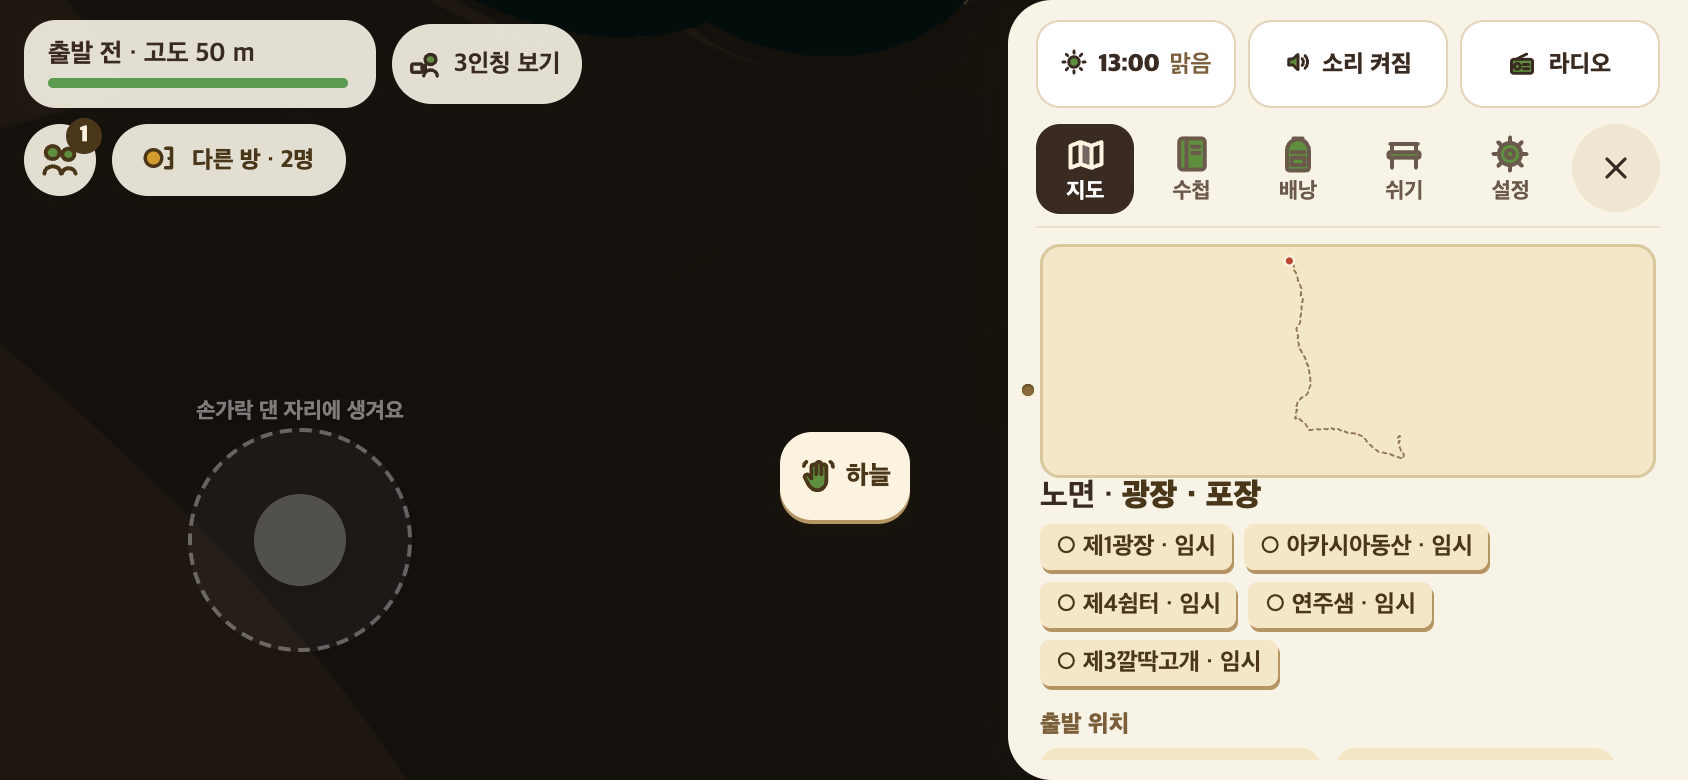 출발 전 · 고도 50 m
3인칭 보기
1
다른 방 · 2명
손가락 댄 자리에 생겨요
하늘
13:00 맑음
소리 켜짐
라디오
지도
수첩
배낭
쉬기
설정
노면 · 광장 · 포장
제1광장 · 임시
아카시아동산 · 임시
제4쉼터 · 임시
연주샘 · 임시
제3깔딱고개 · 임시
출발 위치